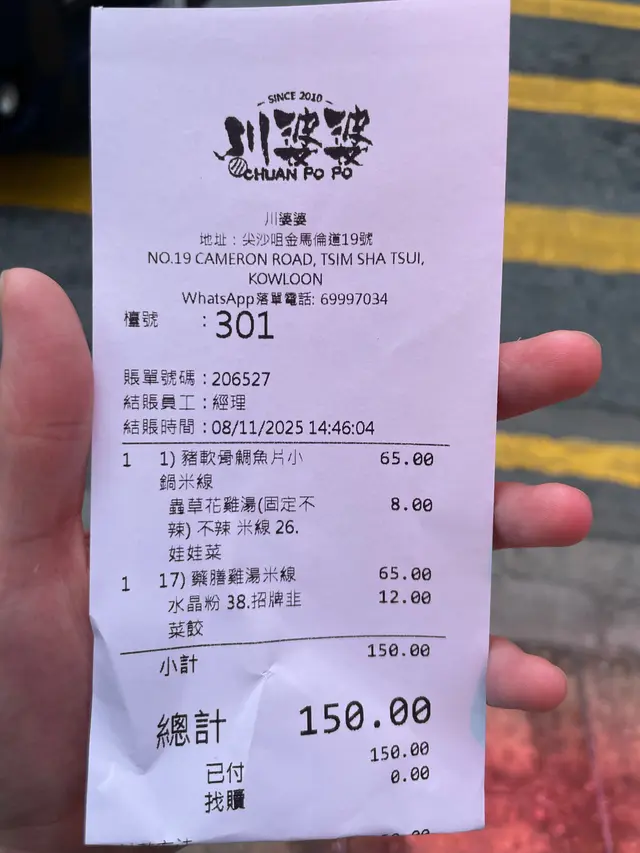 SINCE 2010
川婆婆
CHUAN PO PO
川婆婆
地址：尖沙咀金馬倫道19號
NO.19 CAMERON ROAD, TSIM SHA TSUI,
KOWLOON
WhatsApp落單電話: 69997034
檯號 ：301
賬單號碼：206527
結賬員工：經理
結賬時間：08/11/2025 14:46:04
1 1) 豬軟骨鯛魚片小 65.00
鍋米線
蟲草花雞湯(固定不 8.00
辣) 不辣 米線 26.
娃娃菜
1 17) 藥膳雞湯米線 65.00
水晶粉 38.招牌韭 12.00
菜餃
小計 150.00
總計 150.00
已付 150.00
找贖 0.00